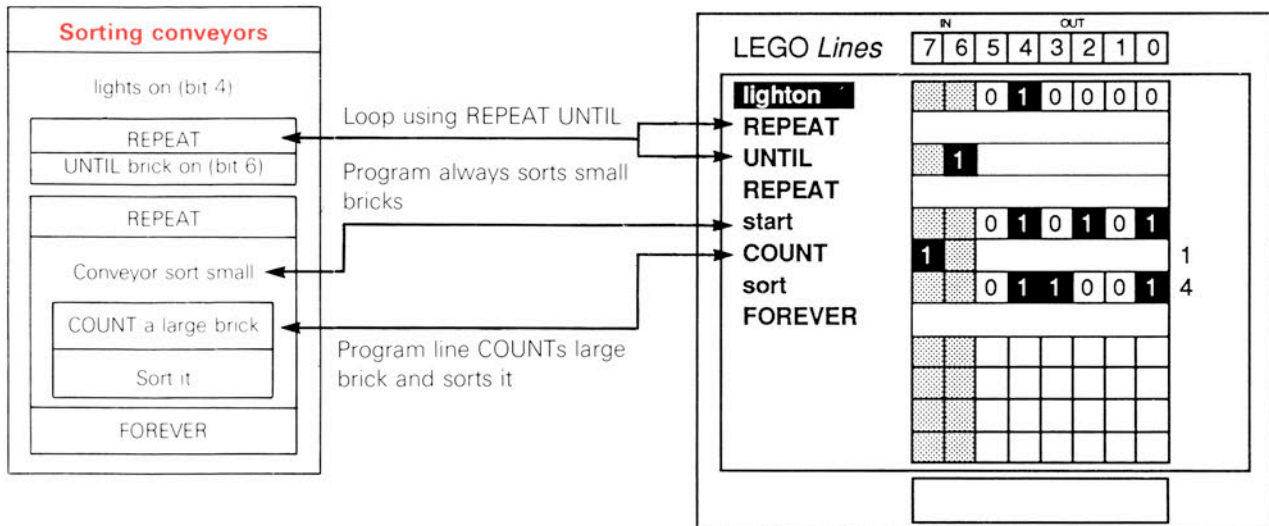 Sorting conveyors
lights on (bit 4)
REPEAT
UNTIL brick on (bit 6)
REPEAT
Conveyor sort small
COUNT a large brick
Sort it
FOREVER
Loop using REPEAT UNTIL
Program always sorts small
bricks
Program line COUNTs large
brick and sorts it
IN OUT
LEGO Lines 7 6 5 4 3 2 1 0
lighton 0 1 0 0 0 0
REPEAT
UNTIL 1
REPEAT
start 0 1 0 1 0 1
COUNT 1 1
sort 0 1 1 0 0 1 4
FOREVER